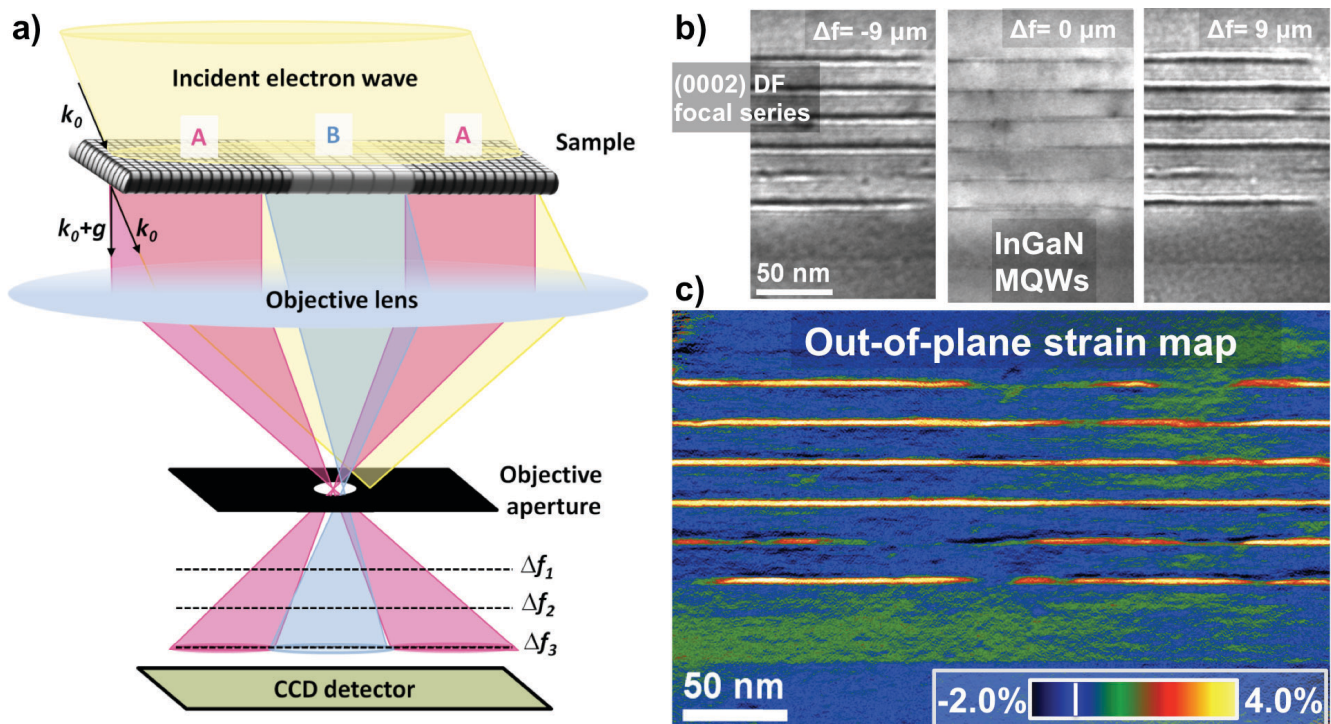 a)
Incident electron wave
k₀
A
B
A
Sample
k₀+g
k₀
Objective lens
Objective
aperture
Δf₁
Δf₂
Δf₃
CCD detector
b)
Δf= -9 µm
Δf= 0 µm
Δf= 9 µm
(0002) DF
focal series
InGaN
MQWs
50 nm
c)
Out-of-plane strain map
50 nm
-2.0%
4.0%